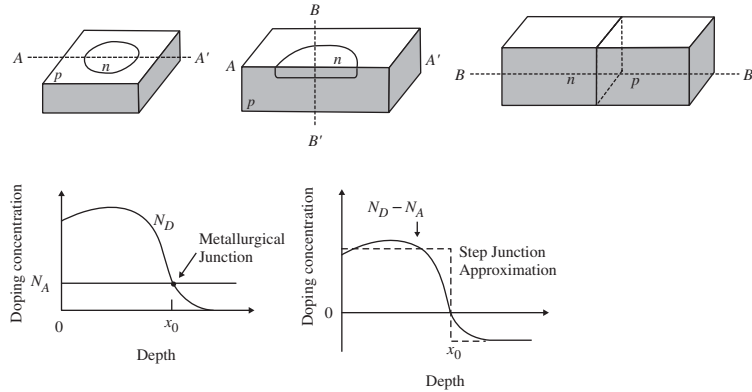 A
A′
n
p
B
A
A′
n
p
B′
B
B
n
p
Doping concentration
N_D
Metallurgical
Junction
N_A
0
x_0
Depth
Doping concentration
N_D – N_A
Step Junction
Approximation
0
x_0
Depth